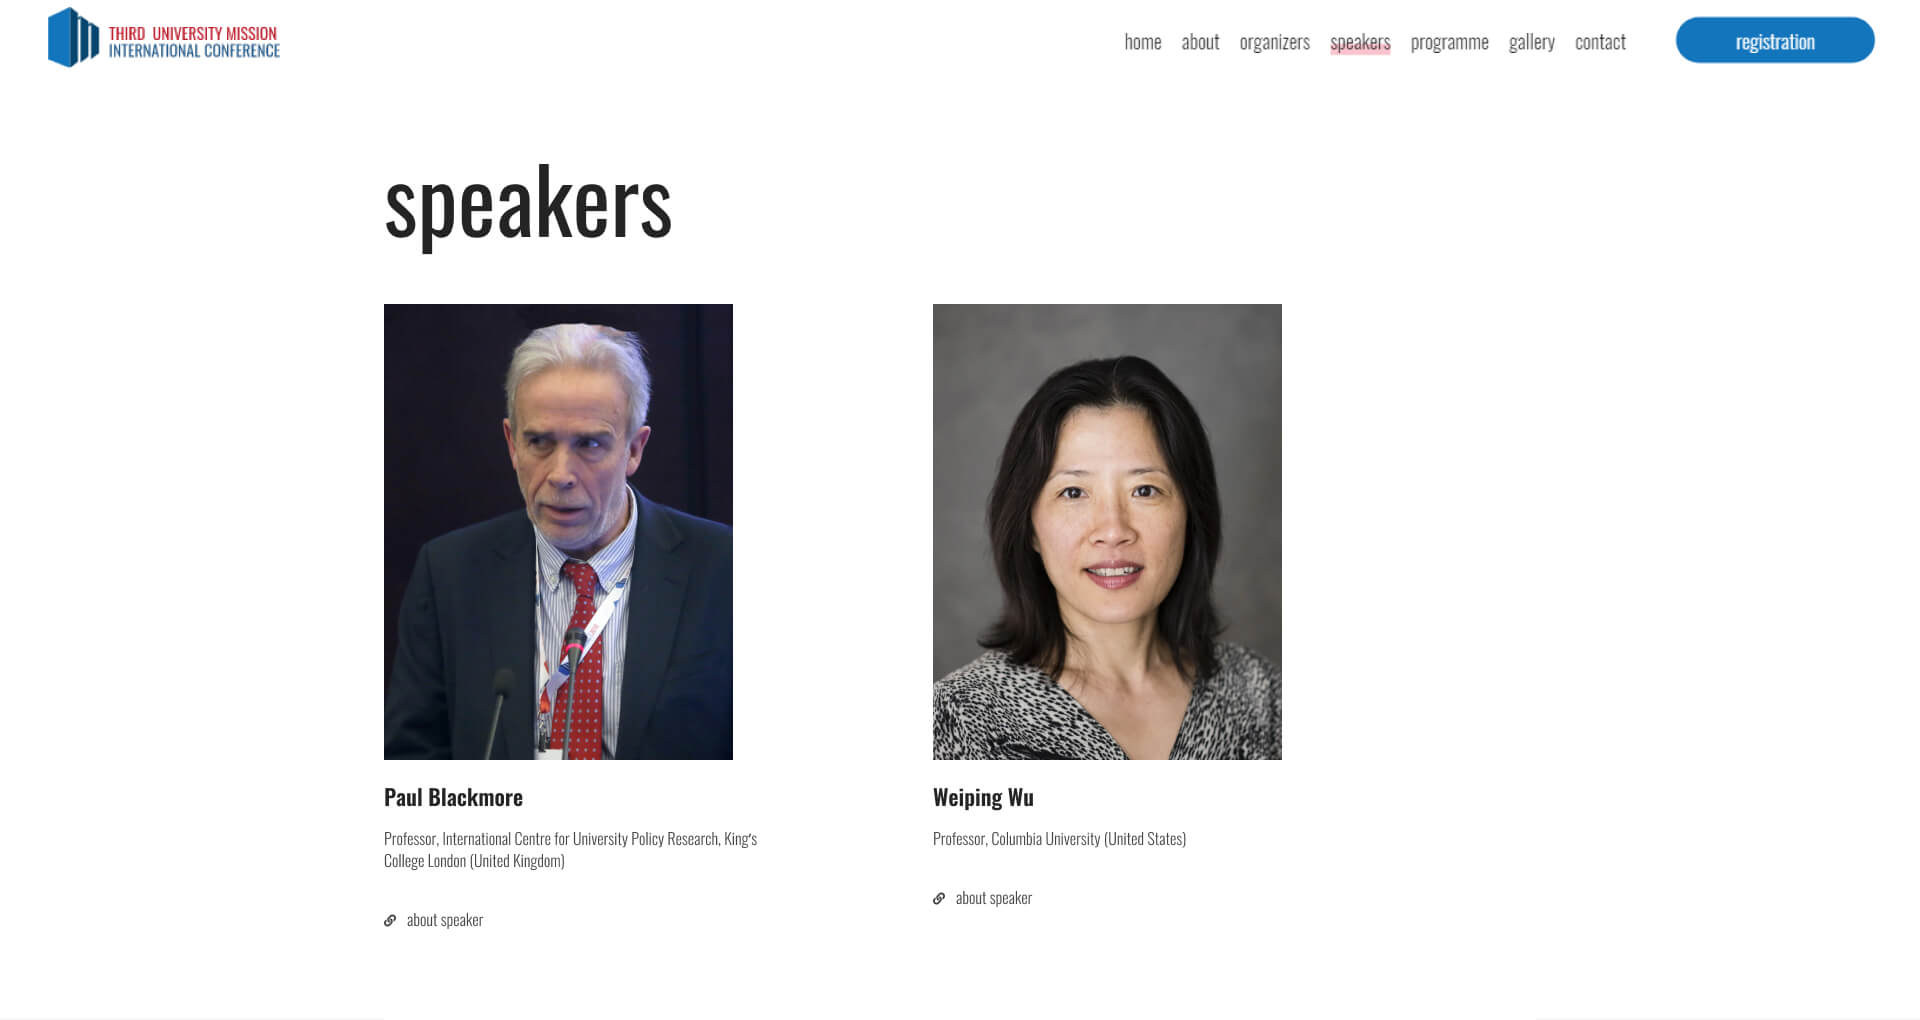 THIRD UNIVERSITY MISSION
INTERNATIONAL CONFERENCE
home about organizers speakers programme gallery contact registration
speakers
Paul Blackmore
Professor, International Centre for University Policy Research, King's
College London (United Kingdom)
about speaker
Weiping Wu
Professor, Columbia University (United States)
about speaker